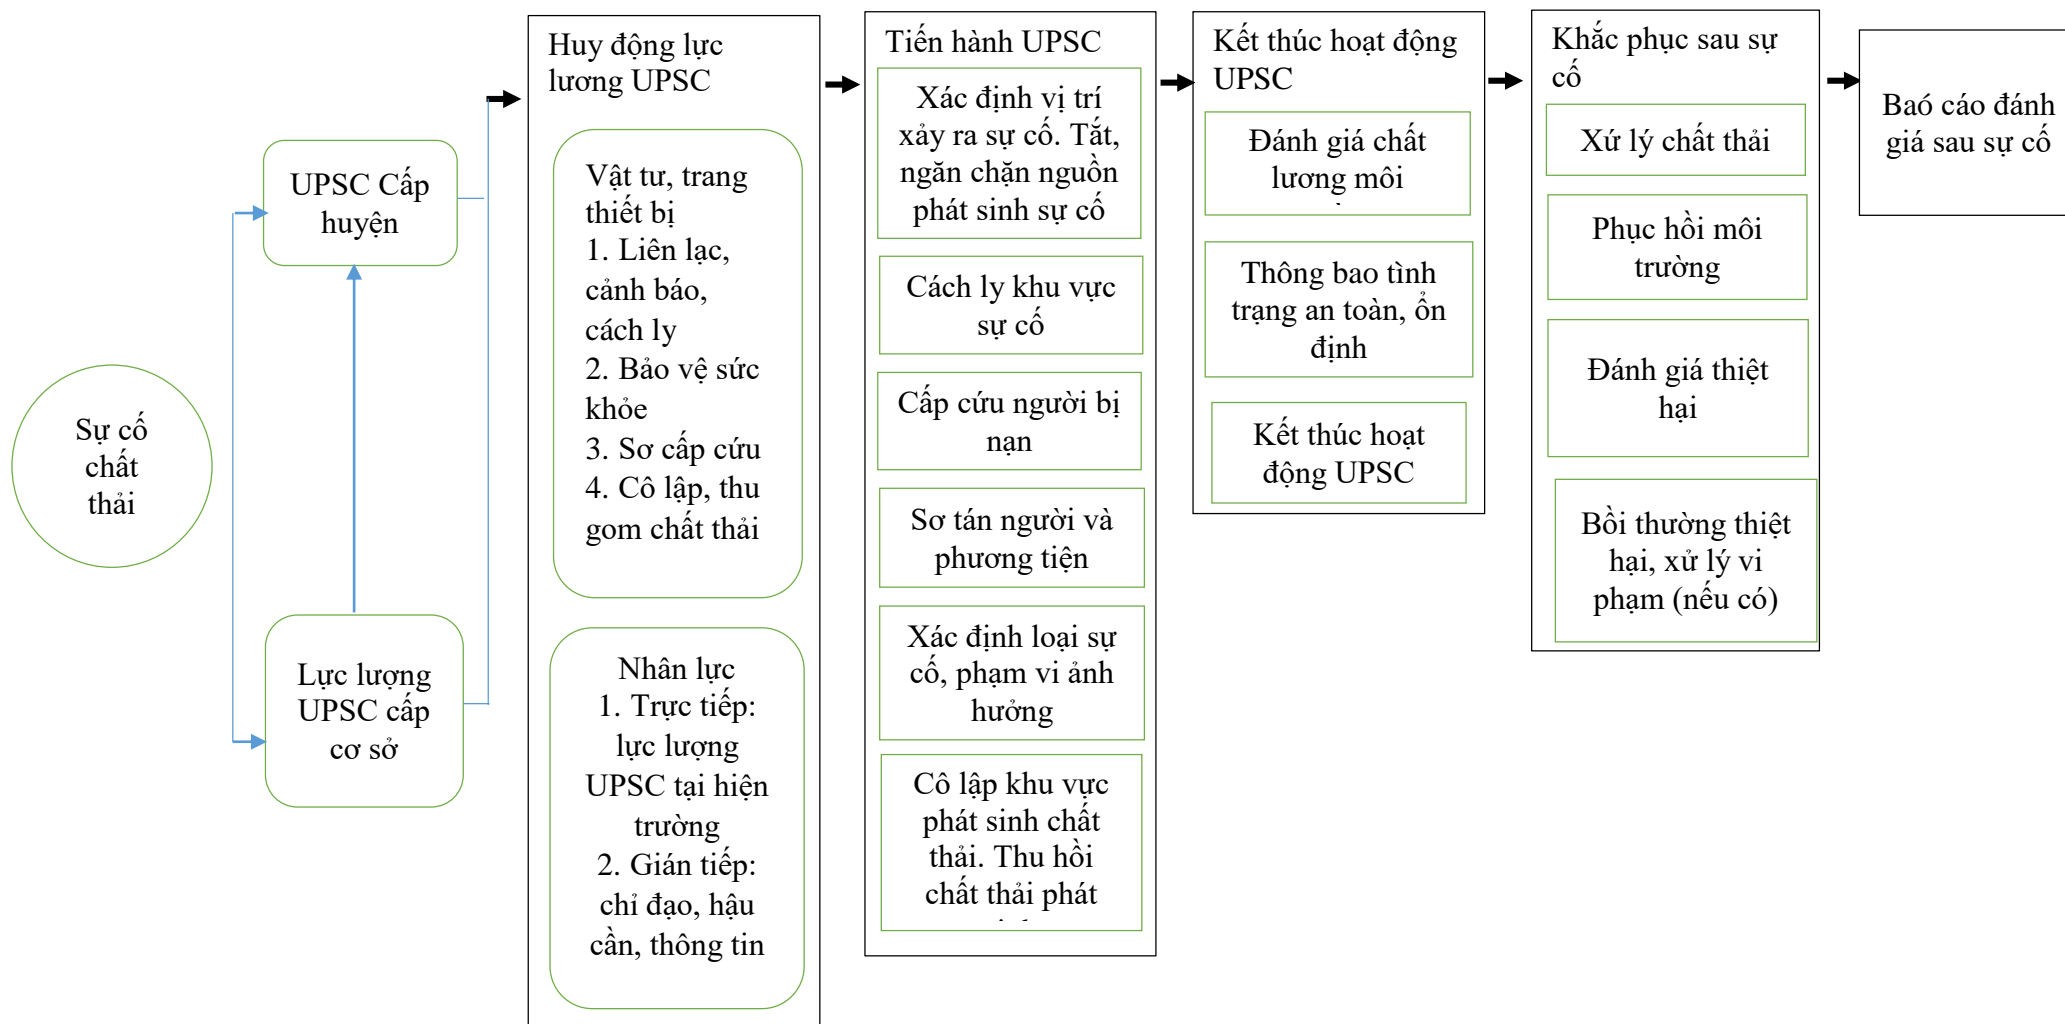 Sự cố
chất
thải
UPSC Cấp
huyện
Lực lượng
UPSC cấp
cơ sở
Huy động lực
lương UPSC
Vật tư, trang
thiết bị
1. Liên lạc,
cảnh báo,
cách ly
2. Bảo vệ sức
khỏe
3. Sơ cấp cứu
4. Cô lập, thu
gom chất thải
Nhân lực
1. Trực tiếp:
lực lượng
UPSC tại hiện
trường
2. Gián tiếp:
chỉ đạo, hậu
cần, thông tin
Tiến hành UPSC
Xác định vị trí
xảy ra sự cố. Tắt,
ngăn chặn nguồn
phát sinh sự cố
Cách ly khu vực
sự cố
Cấp cứu người bị
nạn
Sơ tán người và
phương tiện
Xác định loại sự
cố, phạm vi ảnh
hưởng
Cô lập khu vực
phát sinh chất
thải. Thu hồi
chất thải phát
Kết thúc hoạt động
UPSC
Đánh giá chất
lương môi
Thông bao tình
trạng an toàn, ổn
định
Kết thúc hoạt
động UPSC
Khắc phục sau sự
cố
Xử lý chất thải
Phục hồi môi
trường
Đánh giá thiệt
hại
Bồi thường thiệt
hại, xử lý vi
phạm (nếu có)
Baó cáo đánh
giá sau sự cố